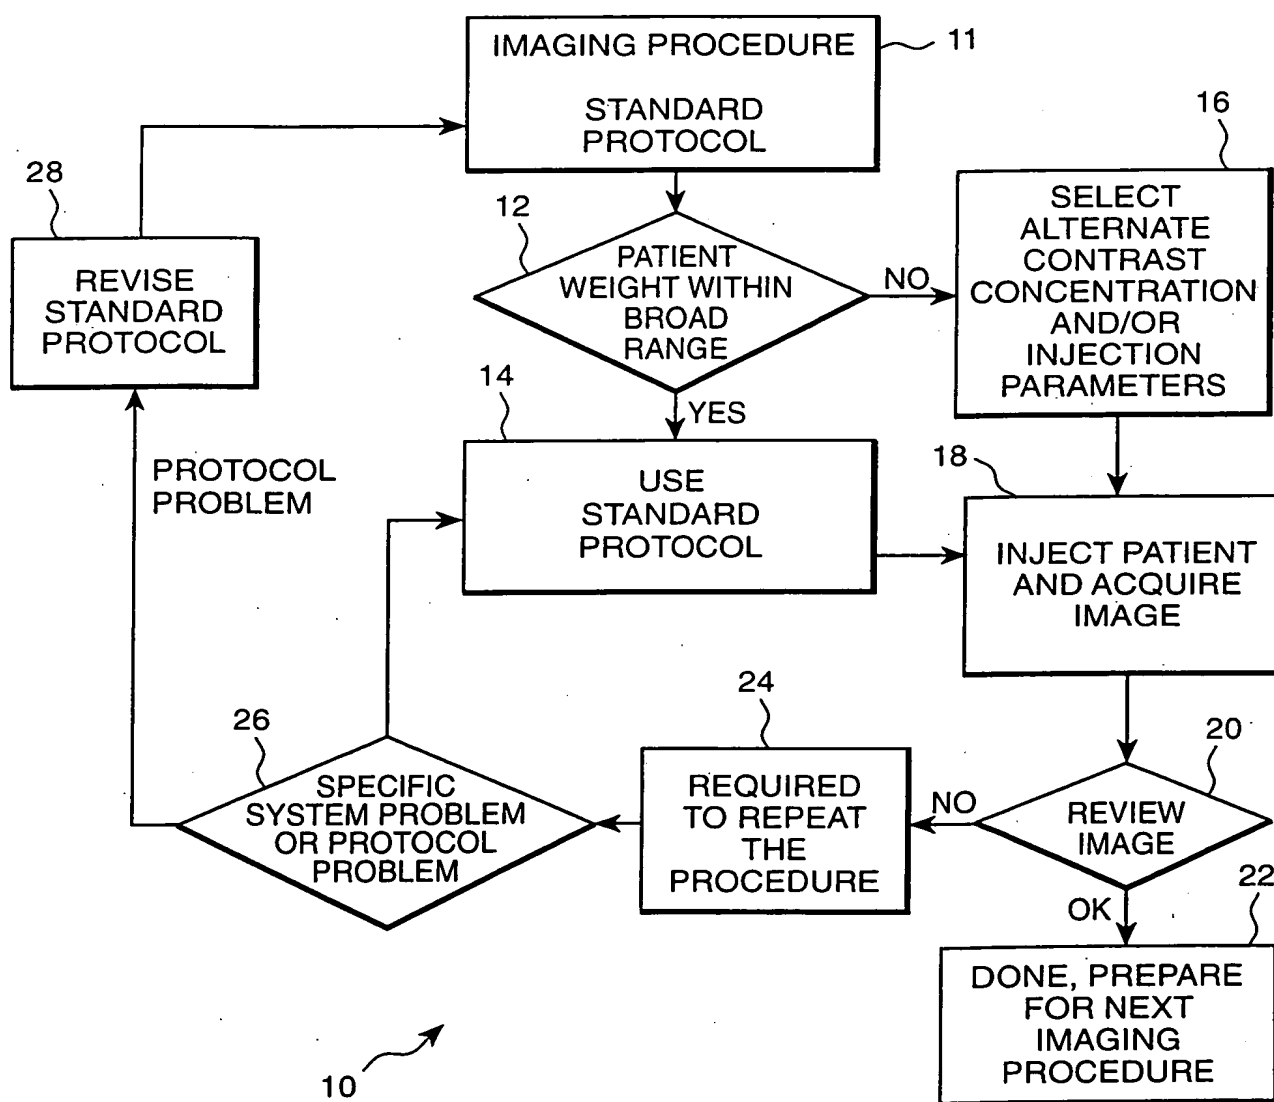 IMAGING PROCEDURE
STANDARD
PROTOCOL
11
12
PATIENT
WEIGHT WITHIN
BROAD
RANGE
NO
YES
16
SELECT
ALTERNATE
CONTRAST
CONCENTRATION
AND/OR
INJECTION
PARAMETERS
28
REVISE
STANDARD
PROTOCOL
PROTOCOL
PROBLEM
14
USE
STANDARD
PROTOCOL
18
INJECT PATIENT
AND ACQUIRE
IMAGE
20
REVIEW
IMAGE
NO
OK
24
REQUIRED
TO REPEAT
THE
PROCEDURE
26
SPECIFIC
SYSTEM PROBLEM
OR PROTOCOL
PROBLEM
22
DONE, PREPARE
FOR NEXT
IMAGING
PROCEDURE
10